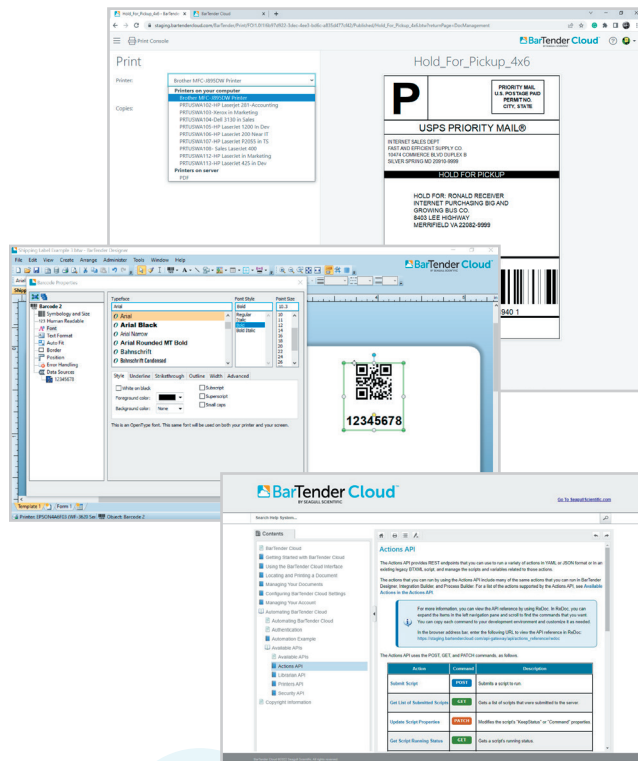 Hold_For_Pickup_4x6 - BarTender
BarTender Cloud
Print Console
BarTender Cloud
BY SEAGULL SCIENTIFIC
Print
Hold_For_Pickup_4x6
Printer:
Brother MFC-J895DW Printer
Printers on your computer
Brother MFC-J895DW Printer
PRTUSWA102-HP Laserjet 201-Accounting
PRTUSWA103-Xerox in Marketing
PRTUSWA104-Dell 3130 in Sales
PRTUSWA105-HP Laserjet 1200 in Dev
PRTUSWA106-HP Laserjet 200 Near IT
PRTUSWA107-HP Laserjet P2055 in TS
PRTUSWA108- Sales Laserjet 400
PRTUSWA112-HP Laserjet in Marketing
PRTUSWA113-HP Laserjet 425 in Dev
Printers on server
PDF
Copies:
P
PRIORITY MAIL
U.S. POSTAGE PAID
PERMIT NO.
CITY, STATE
USPS PRIORITY MAIL®
INTERNET SALES DEPT
FAST AND EFFICIENT SUPPLY CO.
10474 COMMERCE BLVD DUPLEX B
SILVER SPRING MD 20910-9999
HOLD FOR PICKUP
HOLD FOR: RONALD RECEIVER
INTERNET PURCHASING BIG AND
GROWING BUS CO.
8403 LEE HIGHWAY
MERRIFIELD VA 22082-9999
940 1
File Edit View Create Arrange Administer Tools Window Help
BarTender Cloud
Barcode Properties
Barcode 2
Symbology and Size
Human Readable
Font
Text Format
Auto Fit
Border
Position
Error Handling
Data Sources
12345678
Typeface
Font Style
Point Size
Arial
Bold
10.3
Arial
Arial Black
Arial Narrow
Arial Rounded MT Bold
Bahnschrift
Bahnschrift Condensed
Regular
Italic
Bold
Bold Italic
10
11
12
14
16
18
20
22
24
26
Style Underline Strikethrough Outline Width Advanced
White on black
Foreground color:
Background color: None
Subscript
Superscript
Small caps
This is an OpenType font. This same font will be used on both your printer and your screen.
12345678
Template 1
Form 1
Object: Barcode 2
BarTender Cloud
BY SEAGULL SCIENTIFIC
Go To SeagullScientific.com
Search Help System...
Contents
BarTender Cloud
Getting Started with BarTender Cloud
Using the BarTender Cloud Interface
Locating and Printing a Document
Managing Your Documents
Configuring BarTender Cloud Settings
Managing Your Account
Automating BarTender Cloud
Automating BarTender Cloud
Authentication
Automation Example
Available APIs
Available APIs
Actions API
Librarian API
Printers API
Security API
Copyright Information
Actions API
The Actions API provides REST endpoints that you can use to run a variety of actions in YAML or JSON format or in an
existing legacy BTXML script, and manage the scripts and variables related to those actions.
The actions that you can run by using the Actions API include many of the same actions that you can run in BarTender
Designer, Integration Builder, and Process Builder. For a list of the actions supported by the Actions API, see Available
Actions in the Actions API.
For more information, you can view the API reference by using ReDoc. In ReDoc, you can
expand the items in the left navigation pane and scroll to find the commands that you want.
You can copy each command to your development environment and customize it as needed.
In the browser address bar, enter the following URL to view the API reference in ReDoc:
The Actions API uses the POST, GET, and PATCH commands, as follows.
Action Command Description
Submit Script POST Submits a script to run.
Get List of Submitted Scripts GET Gets a list of scripts that were submitted to the server.
Update Script Properties PATCH Modifies the script's "KeepStatus" or "Command" properties
Get Script Running Status GET Gets a script's running status.